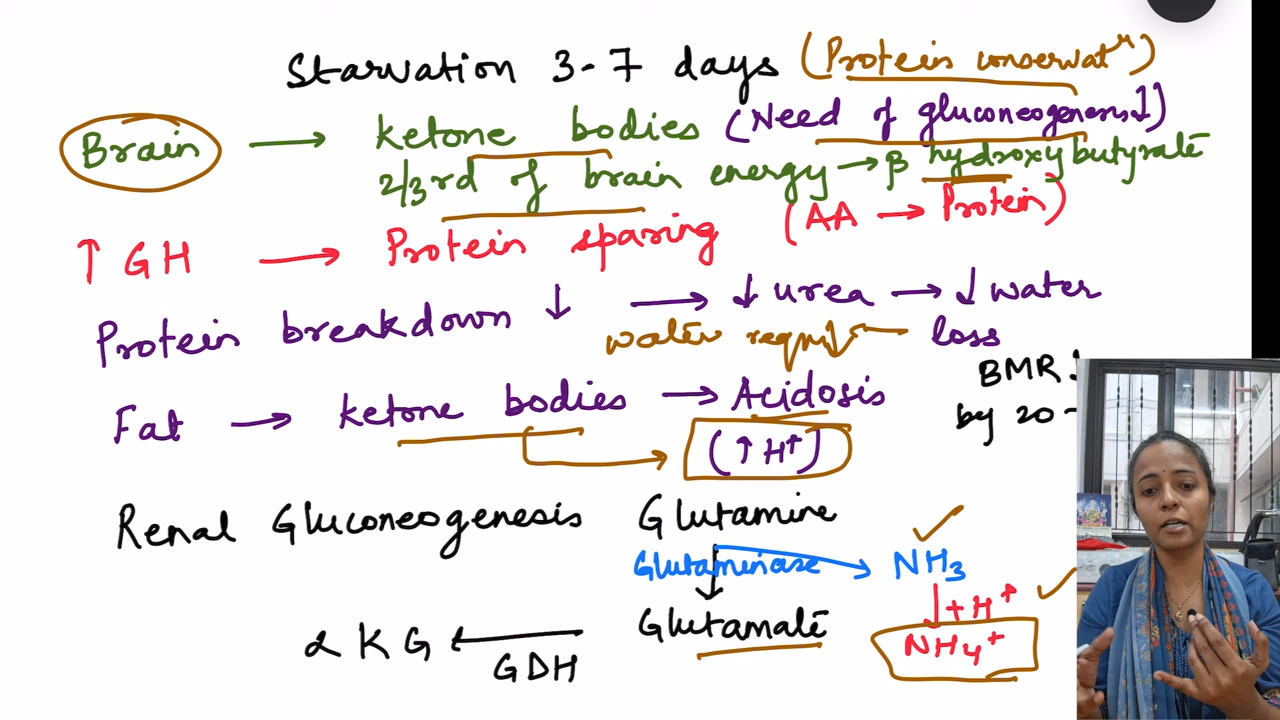 Starvation 3-7 days (Protein conservatⁿ)
Brain → Ketone bodies (Need of gluconeogenesis↓)
2/3rd of brain energy → β hydroxybutyrate
↑ GH → Protein sparing (AA → Protein)
Protein breakdown ↓ → ↓ urea → ↓ water loss
water req ↓ ←
Fat → ketone bodies → Acidosis
(↑ H⁺)
BMR ↓
by 20-
Renal Gluconeogenesis Glutamine
Glutaminase → NH3
↓ + H⁺
Glutamate NH4⁺
α KG ← GDH